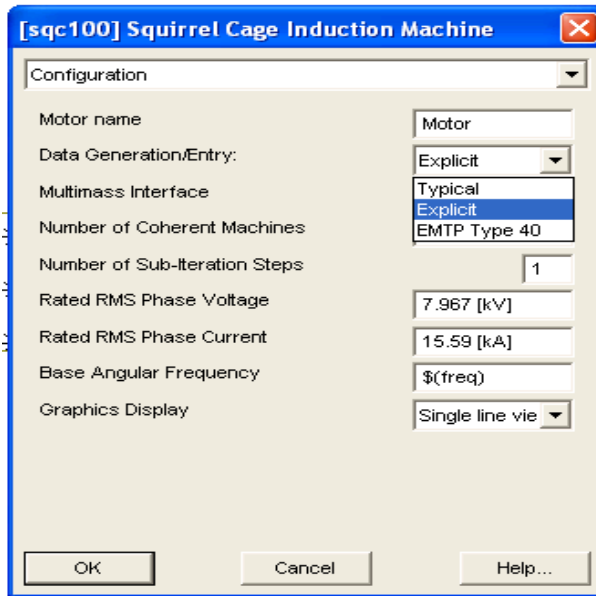 [sqc100] Squirrel Cage Induction Machine
Configuration
Motor name Motor
Data Generation/Entry: Explicit
Typical
Multimass Interface Explicit
Number of Coherent Machines EMTP Type 40
Number of Sub-Iteration Steps 1
Rated RMS Phase Voltage 7.967 [kV]
Rated RMS Phase Current 15.59 [kA]
Base Angular Frequency $(freq)
Graphics Display Single line vie
OK Cancel Help...